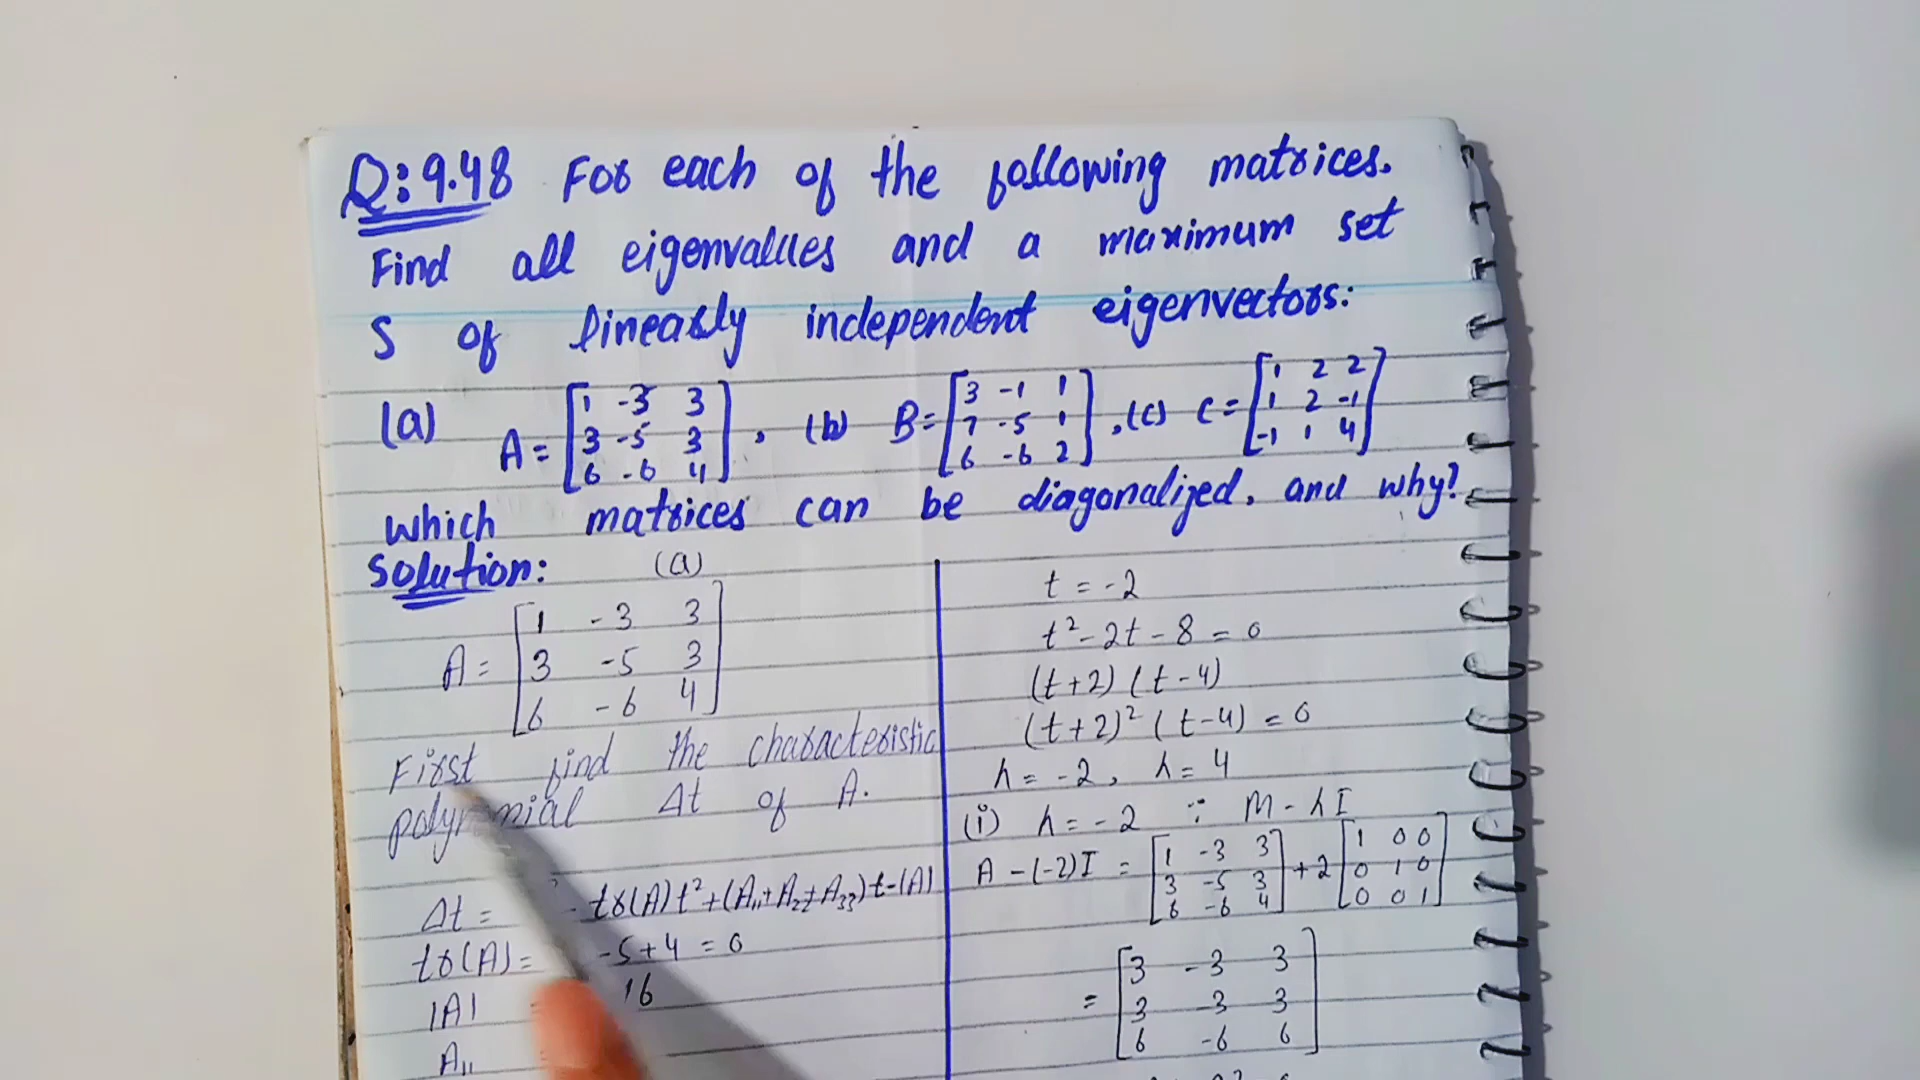 Q:9.48 For each of the following matrices.
Find all eigenvalues and a maximum set
S of linearly independent eigenvectors:
(a) A = [1 -3 3; 3 -5 3; 6 -6 4], (b) B = [3 -1 1; 7 -5 1; 6 -6 2], (c) C = [1 2 2; 1 2 -1; -1 1 4]
which matrices can be diagonalized, and why?
Solution:
(a)
A = [1 -3 3; 3 -5 3; 6 -6 4]
First find the characteristic
polynomial Δt of A.
Δt = - tr(A)t² + (A₁₁+A₂₂+A₃₃)t - |A|
tr(A) = -5+4 = 0
|A| 16
A₁₁
t = -2
t² - 2t - 8 = 0
(t+2) (t-4)
(t+2)² (t-4) = 0
λ = -2, λ = 4
(i) λ = -2 ∵ M - λI
A - (-2)I = [1 -3 3; 3 -5 3; 6 -6 4] + 2 [1 0 0; 0 1 0; 0 0 1]
= [3 -3 3; 3 -3 3; 6 -6 6]